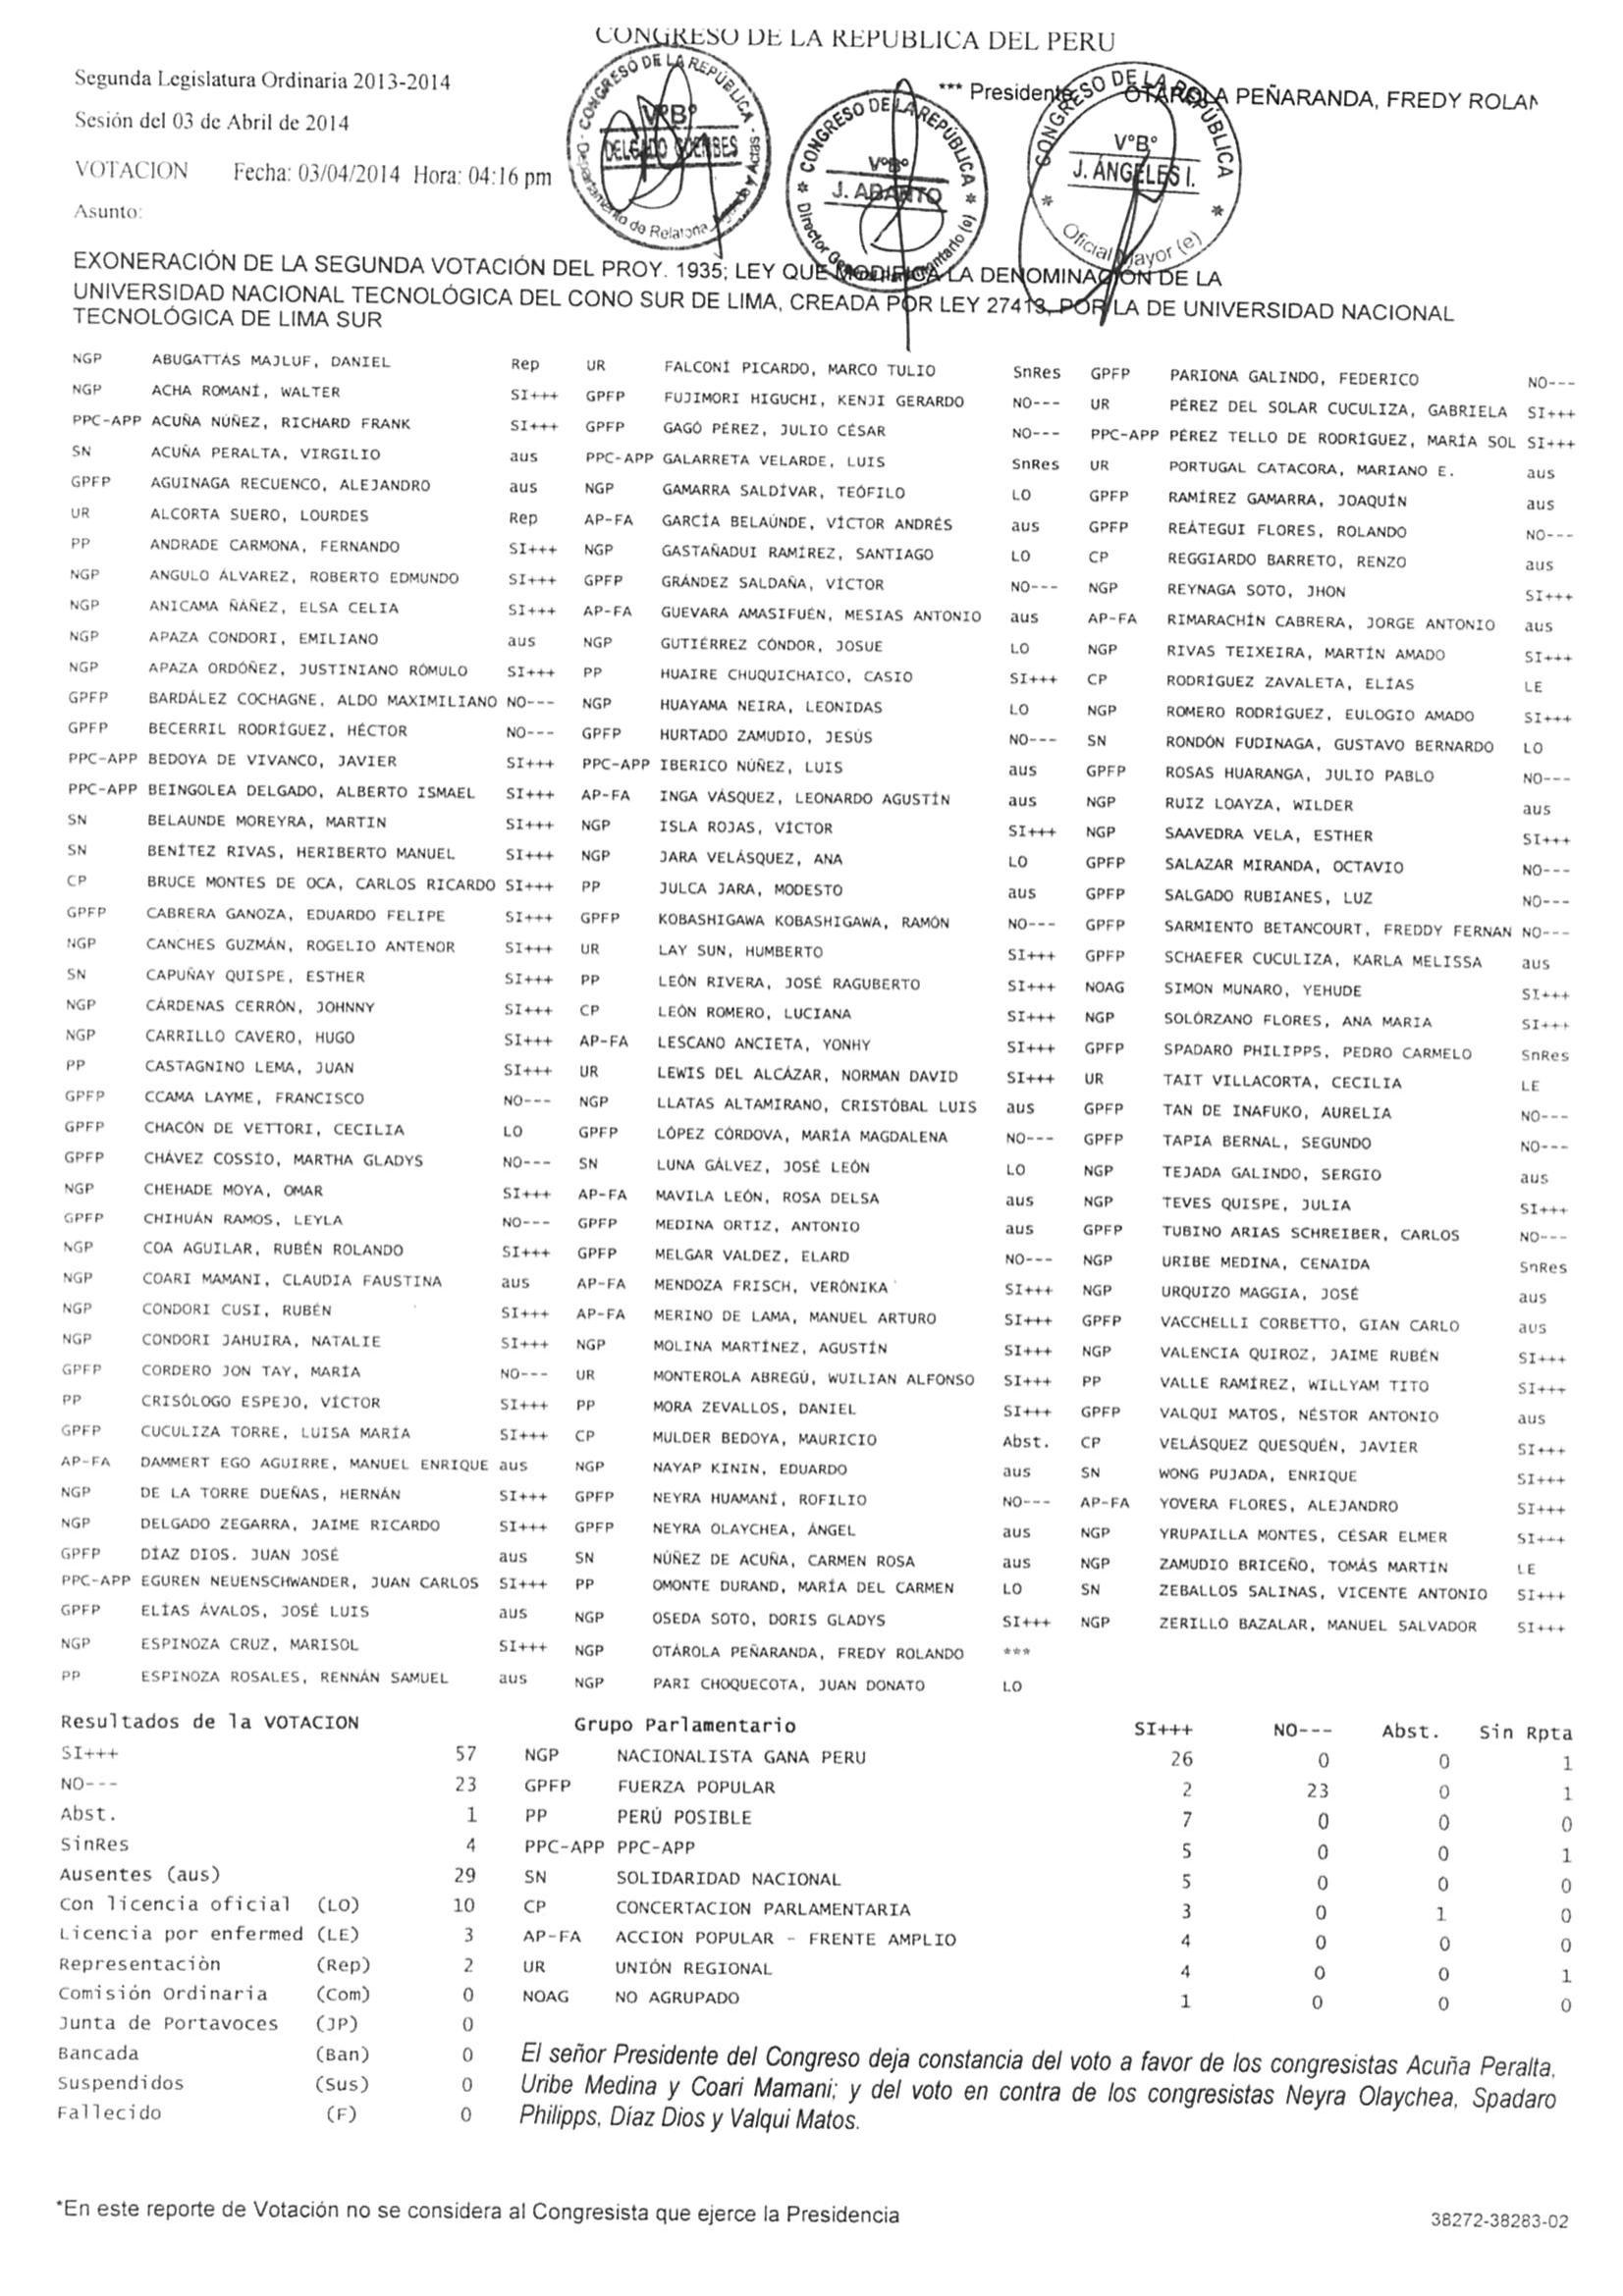 CONGRESO DE LA REPUBLICA DEL PERU
Segunda Legislatura Ordinaria 2013-2014
*** Presidente OTÁROLA PEÑARANDA, FREDY ROLAN
Sesión del 03 de Abril de 2014
VOTACION Fecha: 03/04/2014 Hora: 04:16 pm
Asunto:
CONGRESO DE LA REPÚBLICA
VºBº
DELGADO GUEMBES
CONGRESO DE LA REPÚBLICA
VºBº
J. ABANTO
CONGRESO DE LA REPÚBLICA
VºBº
J. ÁNGELES I.
Oficial Mayor (e)
EXONERACIÓN DE LA SEGUNDA VOTACIÓN DEL PROY. 1935; LEY QUE MODIFICA LA DENOMINACIÓN DE LA
UNIVERSIDAD NACIONAL TECNOLÓGICA DEL CONO SUR DE LIMA, CREADA POR LEY 27413, POR LA DE UNIVERSIDAD NACIONAL
TECNOLÓGICA DE LIMA SUR
NGP ABUGATTÁS MAJLUF, DANIEL Rep UR FALCONÍ PICARDO, MARCO TULIO SnRes GPFP PARIONA GALINDO, FEDERICO NO---
NGP ACHA ROMANÍ, WALTER SI+++ GPFP FUJIMORI HIGUCHI, KENJI GERARDO NO--- UR PÉREZ DEL SOLAR CUCULIZA, GABRIELA SI+++
PPC-APP ACUÑA NÚÑEZ, RICHARD FRANK SI+++ GPFP GAGÓ PÉREZ, JULIO CÉSAR NO--- PPC-APP PÉREZ TELLO DE RODRÍGUEZ, MARÍA SOL SI+++
SN ACUÑA PERALTA, VIRGILIO aus PPC-APP GALARRETA VELARDE, LUIS SnRes UR PORTUGAL CATACORA, MARIANO E. aus
GPFP AGUINAGA RECUENCO, ALEJANDRO aus NGP GAMARRA SALDÍVAR, TEÓFILO LO GPFP RAMÍREZ GAMARRA, JOAQUÍN aus
UR ALCORTA SUERO, LOURDES Rep AP-FA GARCÍA BELAÚNDE, VÍCTOR ANDRÉS aus GPFP REÁTEGUI FLORES, ROLANDO NO---
PP ANDRADE CARMONA, FERNANDO SI+++ NGP GASTAÑADUI RAMÍREZ, SANTIAGO LO CP REGGIARDO BARRETO, RENZO aus
NGP ANGULO ÁLVAREZ, ROBERTO EDMUNDO SI+++ GPFP GRÁNDEZ SALDAÑA, VÍCTOR NO--- NGP REYNAGA SOTO, JHON SI+++
NGP ANICAMA ÑÁÑEZ, ELSA CELIA SI+++ AP-FA GUEVARA AMASIFUÉN, MESIAS ANTONIO aus AP-FA RIMARACHÍN CABRERA, JORGE ANTONIO aus
NGP APAZA CONDORI, EMILIANO aus NGP GUTIÉRREZ CÓNDOR, JOSUE LO NGP RIVAS TEIXEIRA, MARTÍN AMADO SI+++
NGP APAZA ORDÓÑEZ, JUSTINIANO RÓMULO SI+++ PP HUAIRE CHUQUICHAICO, CASIO SI+++ CP RODRÍGUEZ ZAVALETA, ELÍAS LE
GPFP BARDÁLEZ COCHAGNE, ALDO MAXIMILIANO NO--- NGP HUAYAMA NEIRA, LEONIDAS LO NGP ROMERO RODRÍGUEZ, EULOGIO AMADO SI+++
GPFP BECERRIL RODRÍGUEZ, HÉCTOR NO--- GPFP HURTADO ZAMUDIO, JESÚS NO--- SN RONDÓN FUDINAGA, GUSTAVO BERNARDO LO
PPC-APP BEDOYA DE VIVANCO, JAVIER SI+++ PPC-APP IBERICO NÚÑEZ, LUIS aus GPFP ROSAS HUARANGA, JULIO PABLO NO---
PPC-APP BEINGOLEA DELGADO, ALBERTO ISMAEL SI+++ AP-FA INGA VÁSQUEZ, LEONARDO AGUSTÍN aus NGP RUIZ LOAYZA, WILDER aus
SN BELAUNDE MOREYRA, MARTIN SI+++ NGP ISLA ROJAS, VÍCTOR SI+++ NGP SAAVEDRA VELA, ESTHER SI+++
SN BENÍTEZ RIVAS, HERIBERTO MANUEL SI+++ NGP JARA VELÁSQUEZ, ANA LO GPFP SALAZAR MIRANDA, OCTAVIO NO---
CP BRUCE MONTES DE OCA, CARLOS RICARDO SI+++ PP JULCA JARA, MODESTO aus GPFP SALGADO RUBIANES, LUZ NO---
GPFP CABRERA GANOZA, EDUARDO FELIPE SI+++ GPFP KOBASHIGAWA KOBASHIGAWA, RAMÓN NO--- GPFP SARMIENTO BETANCOURT, FREDDY FERNAN NO---
NGP CANCHES GUZMÁN, ROGELIO ANTENOR SI+++ UR LAY SUN, HUMBERTO SI+++ GPFP SCHAEFER CUCULIZA, KARLA MELISSA aus
SN CAPUÑAY QUISPE, ESTHER SI+++ PP LEÓN RIVERA, JOSÉ RAGUBERTO SI+++ NOAG SIMON MUNARO, YEHUDE SI+++
NGP CÁRDENAS CERRÓN, JOHNNY SI+++ CP LEÓN ROMERO, LUCIANA SI+++ NGP SOLÓRZANO FLORES, ANA MARIA SI+++
NGP CARRILLO CAVERO, HUGO SI+++ AP-FA LESCANO ANCIETA, YONHY SI+++ GPFP SPADARO PHILIPPS, PEDRO CARMELO SnRes
PP CASTAGNINO LEMA, JUAN SI+++ UR LEWIS DEL ALCÁZAR, NORMAN DAVID SI+++ UR TAIT VILLACORTA, CECILIA LE
GPFP CCAMA LAYME, FRANCISCO NO--- NGP LLATAS ALTAMIRANO, CRISTÓBAL LUIS aus GPFP TAN DE INAFUKO, AURELIA NO---
GPFP CHACÓN DE VETTORI, CECILIA LO GPFP LÓPEZ CÓRDOVA, MARÍA MAGDALENA NO--- GPFP TAPIA BERNAL, SEGUNDO NO---
GPFP CHÁVEZ COSSÍO, MARTHA GLADYS NO--- SN LUNA GÁLVEZ, JOSÉ LEÓN LO NGP TEJADA GALINDO, SERGIO aus
NGP CHEHADE MOYA, OMAR SI+++ AP-FA MAVILA LEÓN, ROSA DELSA aus NGP TEVES QUISPE, JULIA SI+++
GPFP CHIHUÁN RAMOS, LEYLA NO--- GPFP MEDINA ORTIZ, ANTONIO aus GPFP TUBINO ARIAS SCHREIBER, CARLOS NO---
NGP COA AGUILAR, RUBÉN ROLANDO SI+++ GPFP MELGAR VALDEZ, ELARD NO--- NGP URIBE MEDINA, CENAIDA SnRes
NGP COARI MAMANI, CLAUDIA FAUSTINA aus AP-FA MENDOZA FRISCH, VERÓNIKA SI+++ NGP URQUIZO MAGGIA, JOSÉ aus
NGP CONDORI CUSI, RUBÉN SI+++ AP-FA MERINO DE LAMA, MANUEL ARTURO SI+++ GPFP VACCHELLI CORBETTO, GIAN CARLO aus
NGP CONDORI JAHUIRA, NATALIE SI+++ NGP MOLINA MARTÍNEZ, AGUSTÍN SI+++ NGP VALENCIA QUIROZ, JAIME RUBÉN SI+++
GPFP CORDERO JON TAY, MARÍA NO--- UR MONTEROLA ABREGÚ, WUILIAN ALFONSO SI+++ PP VALLE RAMÍREZ, WILLYAM TITO SI+++
PP CRISÓLOGO ESPEJO, VÍCTOR SI+++ PP MORA ZEVALLOS, DANIEL SI+++ GPFP VALQUI MATOS, NÉSTOR ANTONIO aus
GPFP CUCULIZA TORRE, LUISA MARÍA SI+++ CP MULDER BEDOYA, MAURICIO Abst. CP VELÁSQUEZ QUESQUÉN, JAVIER SI+++
AP-FA DAMMERT EGO AGUIRRE, MANUEL ENRIQUE aus NGP NAYAP KININ, EDUARDO aus SN WONG PUJADA, ENRIQUE SI+++
NGP DE LA TORRE DUEÑAS, HERNÁN SI+++ GPFP NEYRA HUAMANÍ, ROFILIO NO--- AP-FA YOVERA FLORES, ALEJANDRO SI+++
NGP DELGADO ZEGARRA, JAIME RICARDO SI+++ GPFP NEYRA OLAYCHEA, ÁNGEL aus NGP YRUPAILLA MONTES, CÉSAR ELMER SI+++
GPFP DÍAZ DIOS. JUAN JOSÉ aus SN NÚÑEZ DE ACUÑA, CARMEN ROSA aus NGP ZAMUDIO BRICEÑO, TOMÁS MARTÍN LE
PPC-APP EGUREN NEUENSCHWANDER, JUAN CARLOS SI+++ PP OMONTE DURAND, MARÍA DEL CARMEN LO SN ZEBALLOS SALINAS, VICENTE ANTONIO SI+++
GPFP ELÍAS ÁVALOS, JOSÉ LUIS aus NGP OSEDA SOTO, DORIS GLADYS SI+++ NGP ZERILLO BAZALAR, MANUEL SALVADOR SI+++
NGP ESPINOZA CRUZ, MARISOL SI+++ NGP OTÁROLA PEÑARANDA, FREDY ROLANDO ***
PP ESPINOZA ROSALES, RENNÁN SAMUEL aus NGP PARI CHOQUECOTA, JUAN DONATO LO
Resultados de la VOTACION Grupo Parlamentario SI+++ NO--- Abst. Sin Rpta
SI+++ 57 NGP NACIONALISTA GANA PERU 26 0 0 1
NO--- 23 GPFP FUERZA POPULAR 2 23 0 1
Abst. 1 PP PERÚ POSIBLE 7 0 0 0
SinRes 4 PPC-APP PPC-APP 5 0 0 1
Ausentes (aus) 29 SN SOLIDARIDAD NACIONAL 5 0 0 0
Con licencia oficial (LO) 10 CP CONCERTACION PARLAMENTARIA 3 0 1 0
Licencia por enfermed (LE) 3 AP-FA ACCION POPULAR - FRENTE AMPLIO 4 0 0 0
Representación (Rep) 2 UR UNIÓN REGIONAL 4 0 0 1
Comisión Ordinaria (Com) 0 NOAG NO AGRUPADO 1 0 0 0
Junta de Portavoces (JP) 0
Bancada (Ban) 0
Suspendidos (Sus) 0
Fallecido (F) 0
El señor Presidente del Congreso deja constancia del voto a favor de los congresistas Acuña Peralta,
Uribe Medina y Coari Mamani; y del voto en contra de los congresistas Neyra Olaychea, Spadaro
Philipps, Díaz Dios y Valqui Matos.
*En este reporte de Votación no se considera al Congresista que ejerce la Presidencia
38272-38283-02